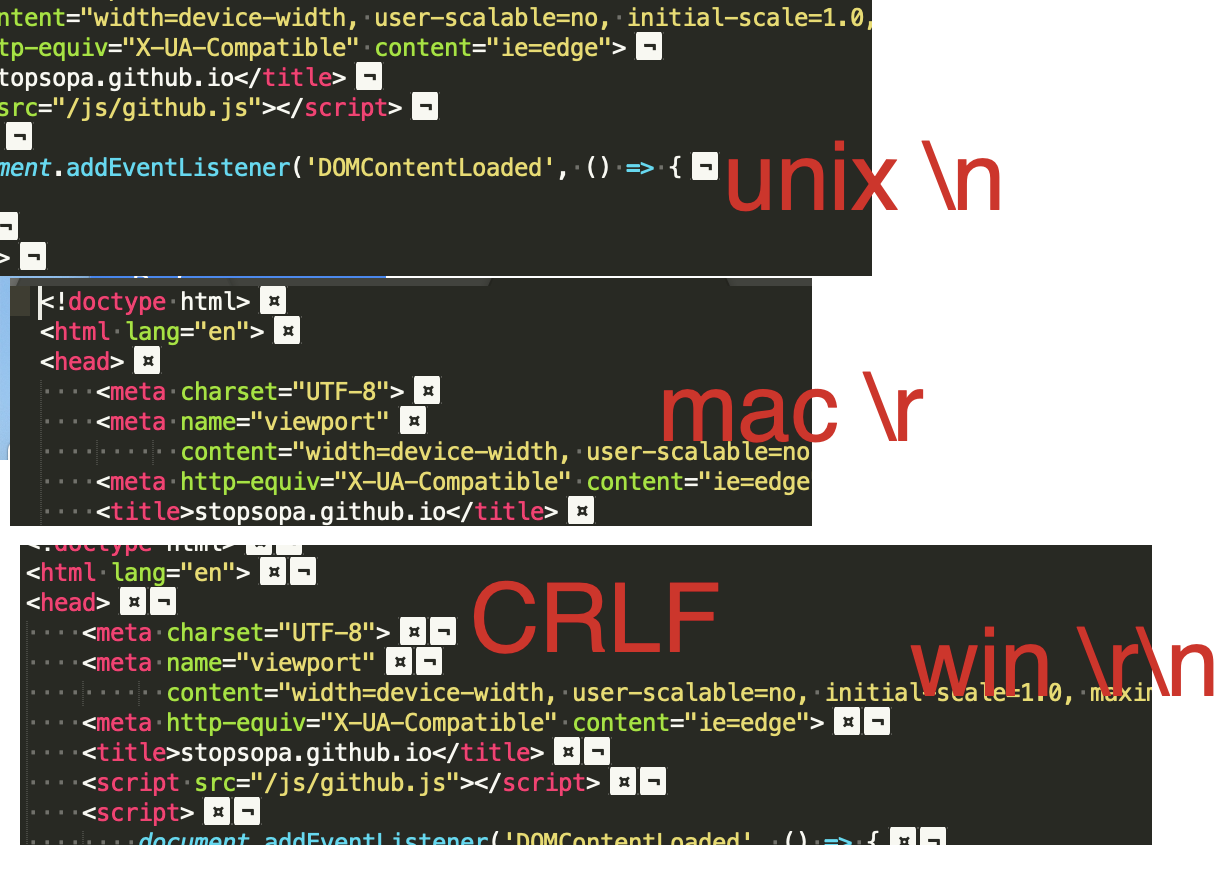 ntent="width=device-width, user-scalable=no, initial-scale=1.0,
tp-equiv="X-UA-Compatible" content="ie=edge"> ¬
topsopa.github.io</title> ¬
src="/js/github.js"></script> ¬
¬
ment.addEventListener('DOMContentLoaded', () => { ¬
unix \n
¬
> ¬
<!doctype html> ¤
<html lang="en"> ¤
<head> ¤
<meta charset="UTF-8"> ¤
<meta name="viewport" ¤
mac \r
content="width=device-width, user-scalable=no
<meta http-equiv="X-UA-Compatible" content="ie=edge
<title>stopsopa.github.io</title> ¤
<!doctype html> ¤¬
<html lang="en"> ¤¬
<head> ¤¬
CRLF
<meta charset="UTF-8"> ¤¬
<meta name="viewport" ¤¬
win \r\n
content="width=device-width, user-scalable=no, initial-scale=1.0, maxim
<meta http-equiv="X-UA-Compatible" content="ie=edge"> ¤¬
<title>stopsopa.github.io</title> ¤¬
<script src="/js/github.js"></script> ¤¬
<script> ¤¬
document.addEventListener('DOMContentLoaded', () => { ¤¬